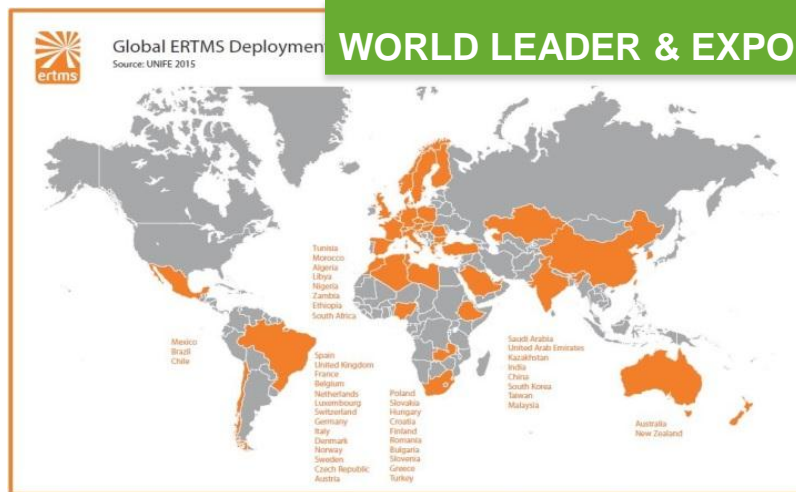 ertms
Global ERTMS Deploymen
Source: UNIFE 2015
WORLD LEADER & EXPO
Tunisia
Morocco
Algeria
Libya
Nigeria
Zambia
Ethiopia
South Africa
Mexico
Brazil
Chile
Spain
United Kingdom
France
Belgium
Netherlands
Luxembourg
Switzerland
Germany
Italy
Denmark
Norway
Sweden
Czech Republic
Austria
Poland
Slovakia
Hungary
Croatia
Finland
Romania
Bulgaria
Slovenia
Greece
Turkey
Saudi Arabia
United Arab Emirates
Kazakhstan
India
China
South Korea
Taiwan
Malaysia
Australia
New Zealand